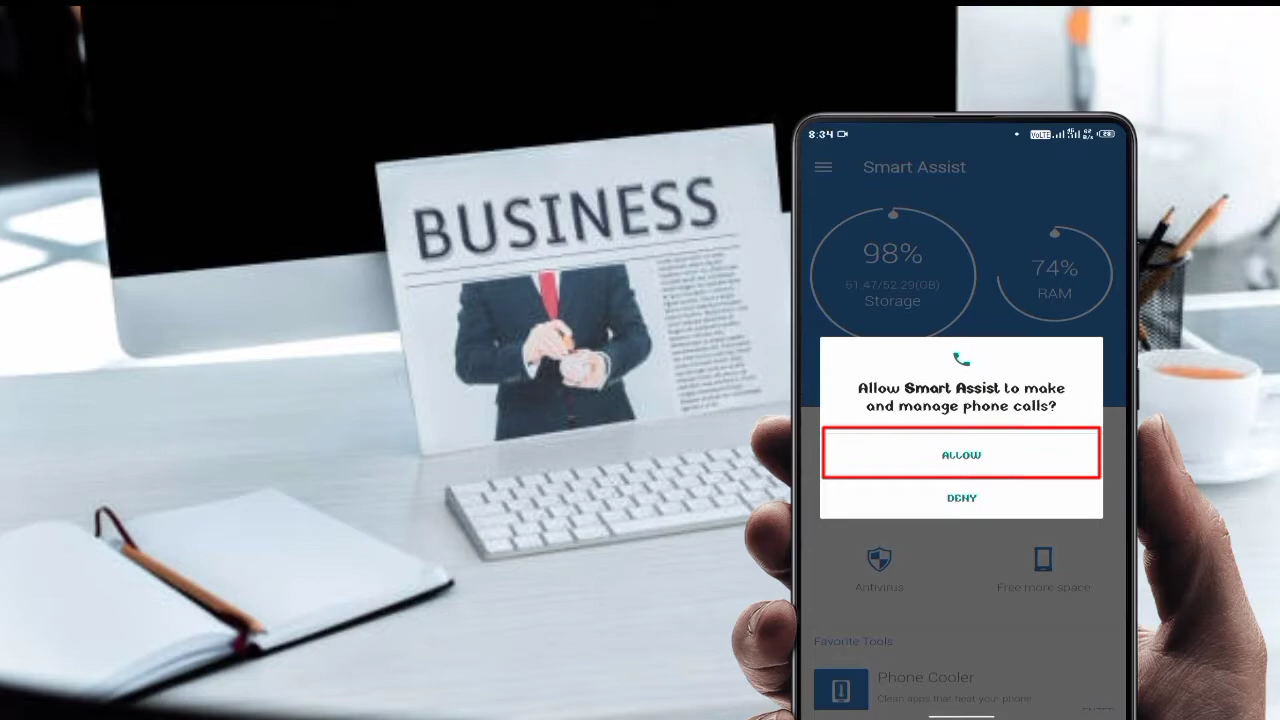 BUSINESS
8:34
VoLTE
Smart Assist
98%
51.47/52.29(GB)
Storage
74%
RAM
Allow Smart Assist to make
and manage phone calls?
ALLOW
DENY
Antivirus
Free more space
Favorite Tools
Phone Cooler
Clean apps that heat your phone